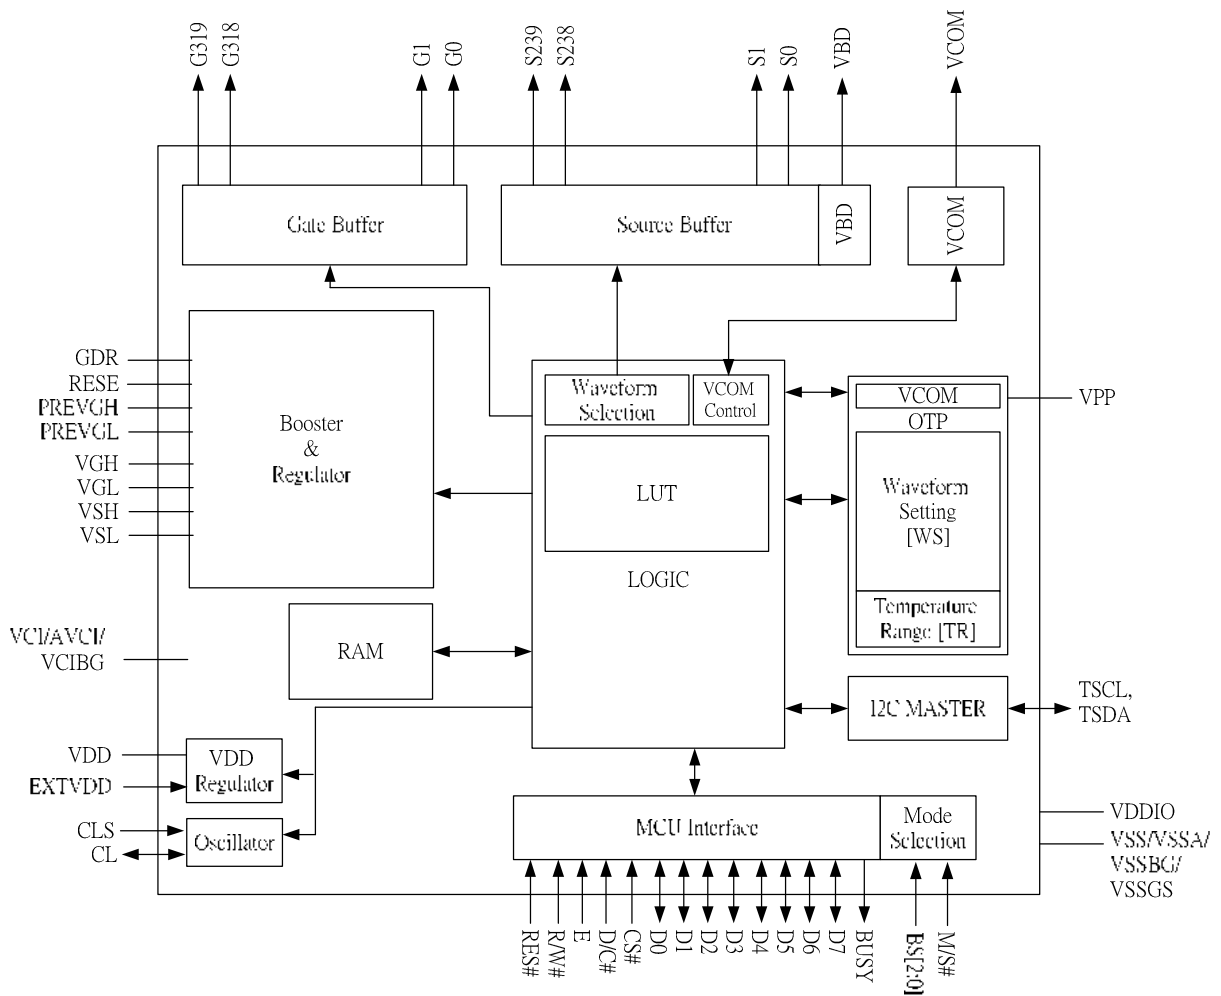 G319
G318
G1
G0
S239
S238
S1
S0
VBD
VCOM
Gate Buffer
Source Buffer
VBD
VCOM
GDR
RESE
PREVGH
PREVGL
VGH
VGL
VSH
VSL
Booster
&
Regulator
Waveform
Selection
VCOM
Control
LUT
LOGIC
VCOM
OTP
Waveform
Setting
[WS]
Temperature
Range [TR]
VPP
VCI/AVCI/
VCIBG
RAM
I2C MASTER
TSCL,
TSDA
VDD
EXTVDD
VDD
Regulator
CLS
CL
Oscillator
MCU Interface
Mode
Selection
VDDIO
VSS/VSSA/
VSSBG/
VSSGS
RES#
R/W#
E
D/C#
CS#
D0
D1
D2
D3
D4
D5
D6
D7
BUSY
BS[2:0]
M/S#